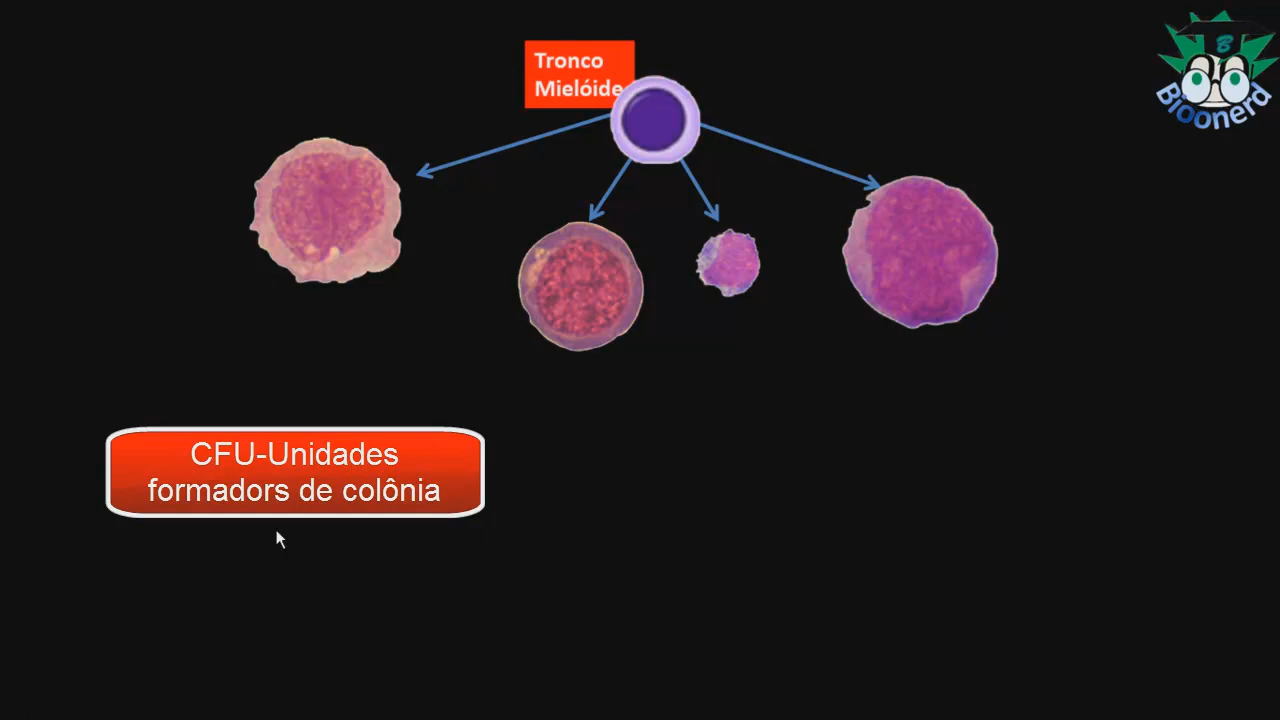 Tronco
Mielóide
B
Bioonerd
CFU-Unidades
formadors de colônia